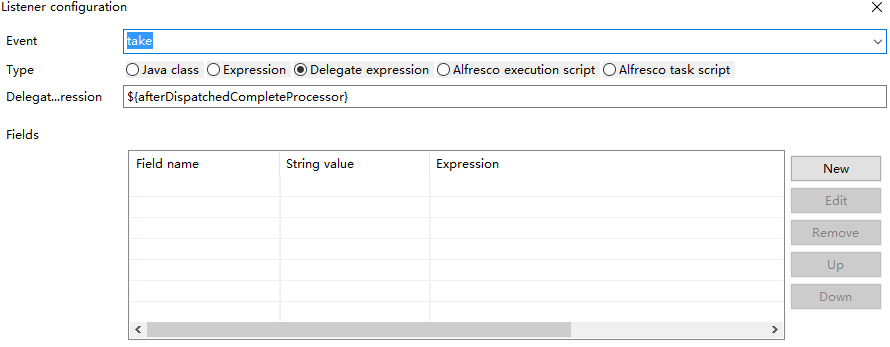 Listener configuration
Event take
Type Java class Expression Delegate expression Alfresco execution script Alfresco task script
Delegat...ression ${afterDispatchedCompleteProcessor}
Fields
Field name String value Expression
New
Edit
Remove
Up
Down